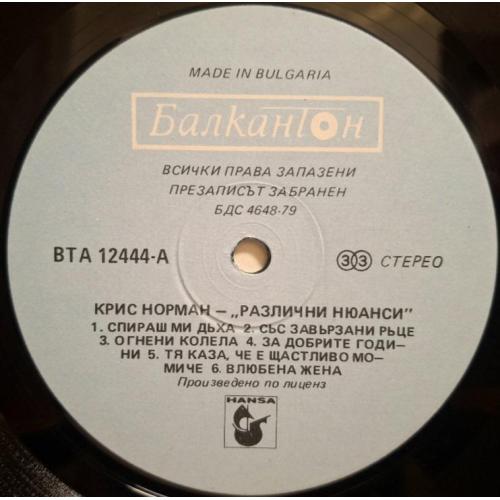 MADE IN BULGARIA
БалканТон
ВСИЧКИ ПРАВА ЗАПАЗЕНИ
ПРЕЗАПИСЪТ ЗАБРАНЕН
БДС 4648-79
ВТА 12444-А
33 СТЕРЕО
КРИС НОРМАН – „РАЗЛИЧНИ НЮАНСИ"
1. СПИРАШ МИ ДЪХА 2. СЪС ЗАВЪРЗАНИ РЪЦЕ
3. ОГНЕНИ КОЛЕЛА 4. ЗА ДОБРИТЕ ГОДИ–
НИ 5. ТЯ КАЗА, ЧЕ Е ЩАСТЛИВО МО–
МИЧЕ 6. ВЛЮБЕНА ЖЕНА
Произведено по лиценз
HANSA